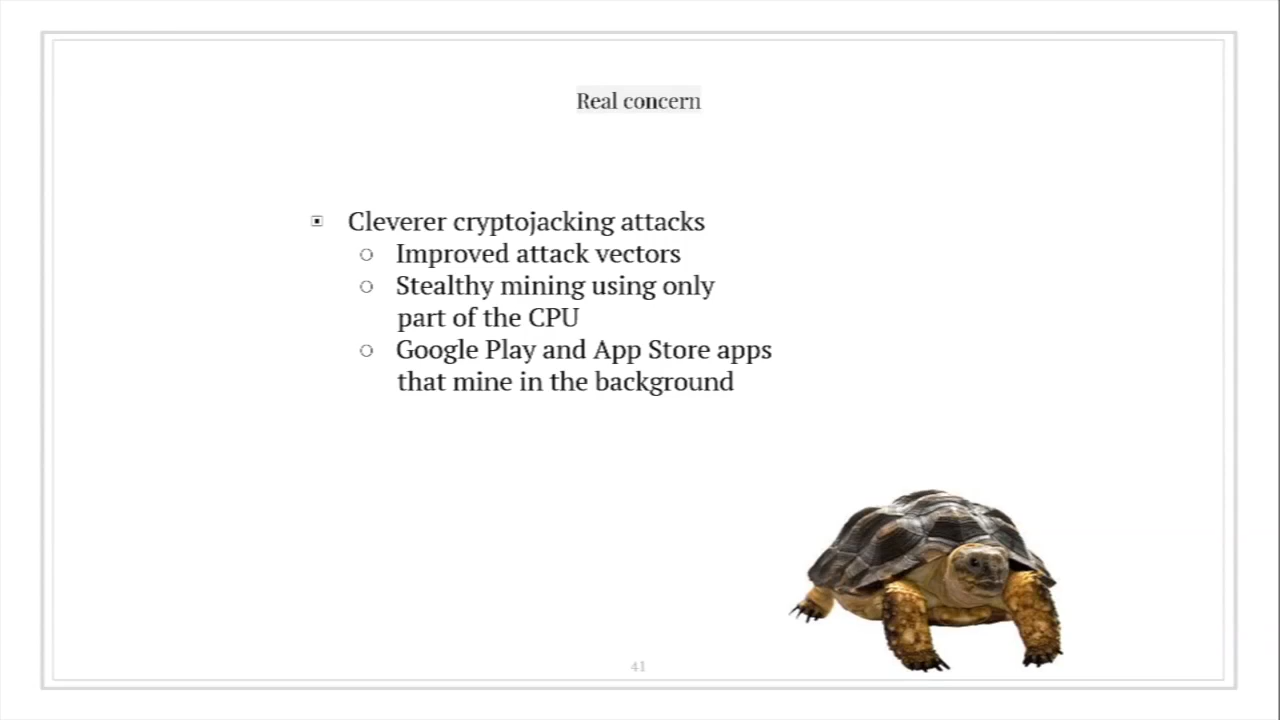 Real concern
Cleverer cryptojacking attacks
Improved attack vectors
Stealthy mining using only
part of the CPU
Google Play and App Store apps
that mine in the background
41